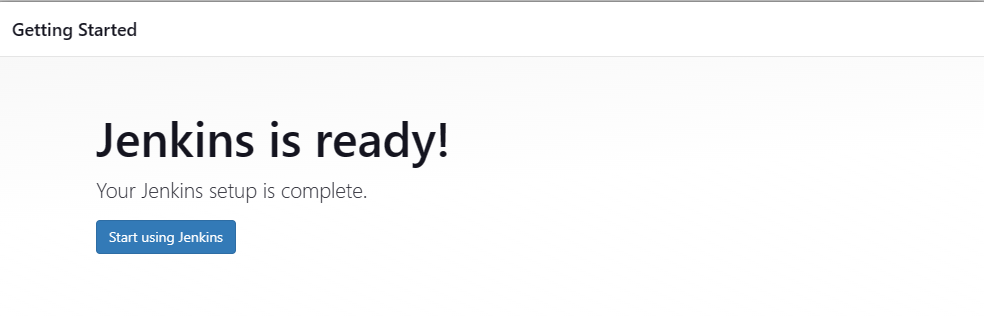 Getting Started
Jenkins is ready!
Your Jenkins setup is complete.
Start using Jenkins